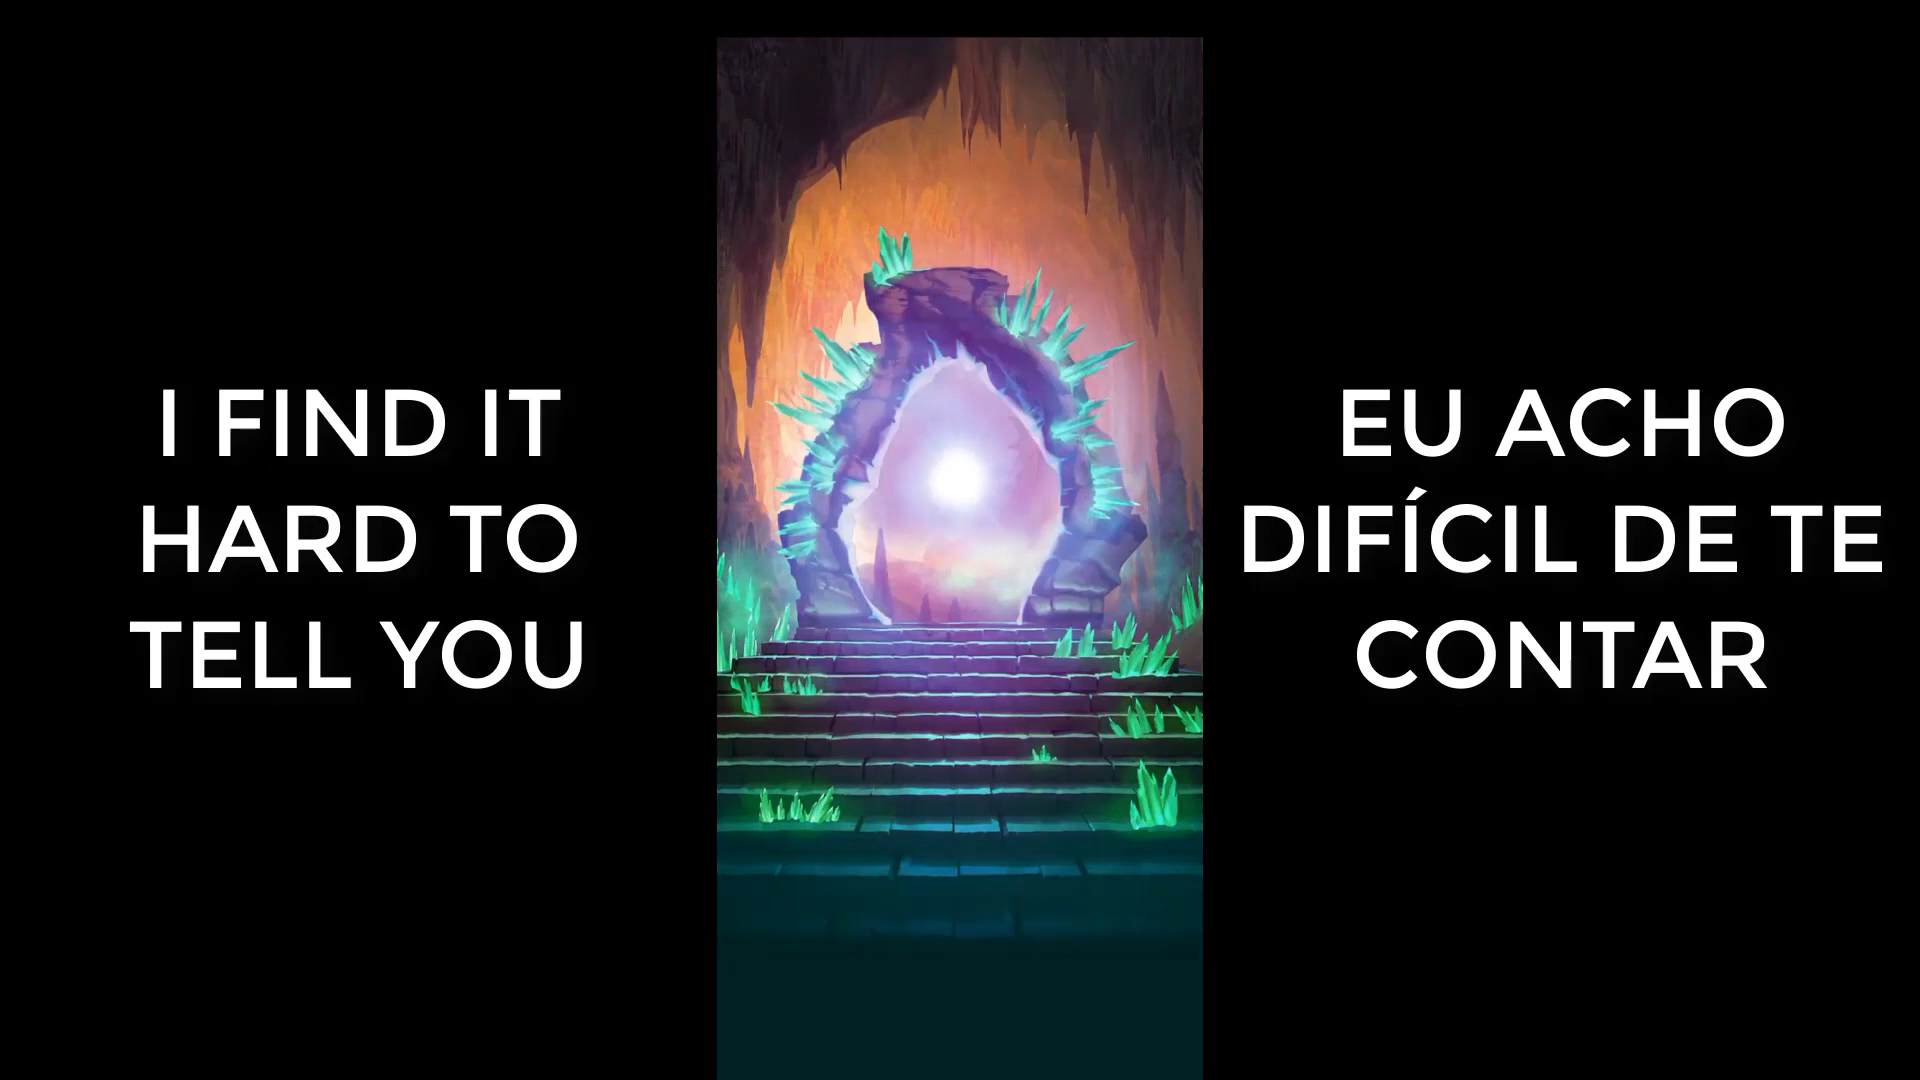 I FIND IT
HARD TO
TELL YOU
EU ACHO
DIFÍCIL DE TE
CONTAR